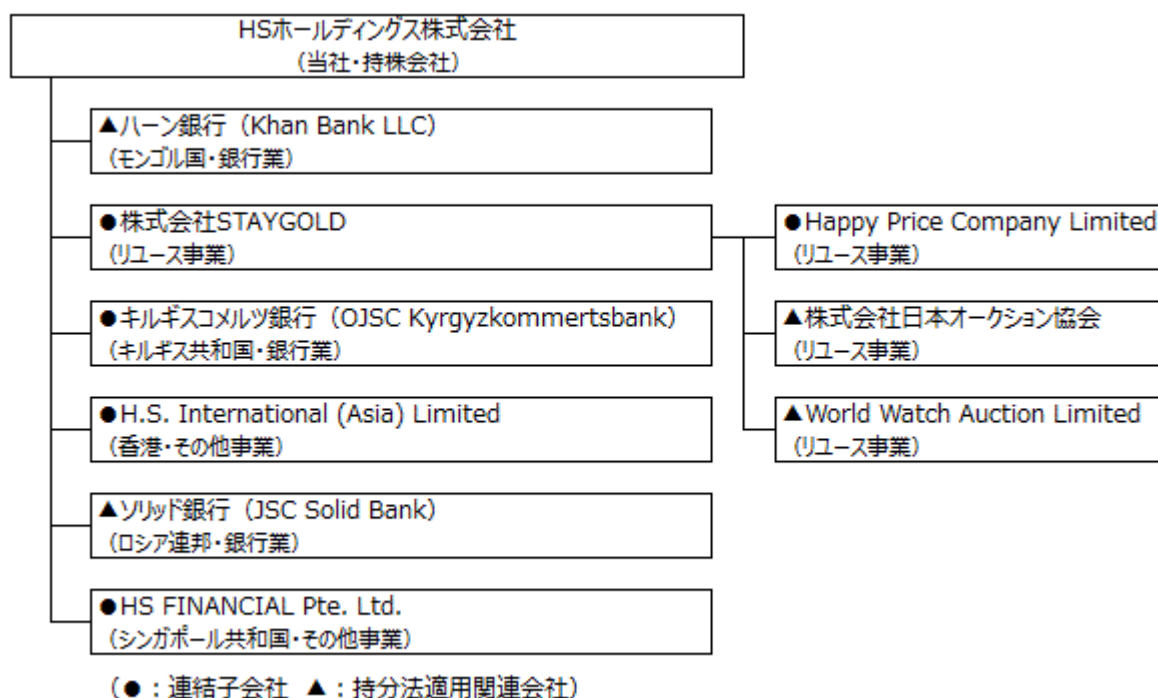 HSホールディングス株式会社
(当社・持株会社)
▲ハーン銀行（Khan Bank LLC）
(モンゴル国・銀行業)
●株式会社STAYGOLD
(リユース事業)
●キルギスコメルツ銀行（OJSC Kyrgyzkommertsbank）
(キルギス共和国・銀行業)
●H.S. International (Asia) Limited
(香港・その他事業)
▲ソリッド銀行（JSC Solid Bank）
(ロシア連邦・銀行業)
●HS FINANCIAL Pte. Ltd.
(シンガポール共和国・その他事業)
●Happy Price Company Limited
(リユース事業)
▲株式会社日本オークション協会
(リユース事業)
▲World Watch Auction Limited
(リユース事業)
(●：連結子会社 ▲：持分法適用関連会社)